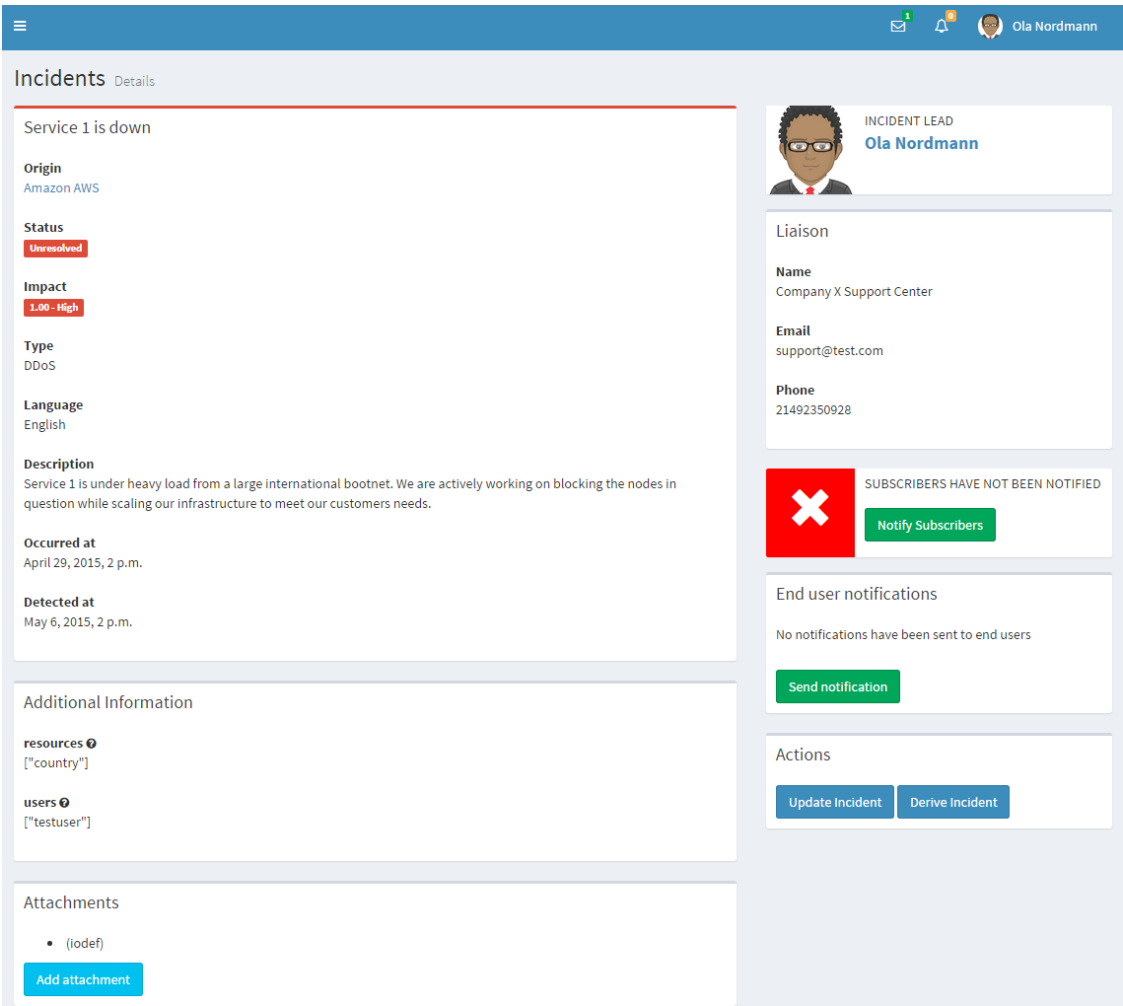 1
0
Ola Nordmann
Incidents Details
Service 1 is down
Origin
Amazon AWS
Status
Unresolved
Impact
1.00 - High
Type
DDoS
Language
English
Description
Service 1 is under heavy load from a large international bootnet. We are actively working on blocking the nodes in
question while scaling our infrastructure to meet our customers needs.
Occurred at
April 29, 2015, 2 p.m.
Detected at
May 6, 2015, 2 p.m.
Additional Information
resources
["country"]
users
["testuser"]
Attachments
(iodef)
Add attachment
INCIDENT LEAD
Ola Nordmann
Liaison
Name
Company X Support Center
Email
support@test.com
Phone
21492350928
SUBSCRIBERS HAVE NOT BEEN NOTIFIED
Notify Subscribers
End user notifications
No notifications have been sent to end users
Send notification
Actions
Update Incident
Derive Incident